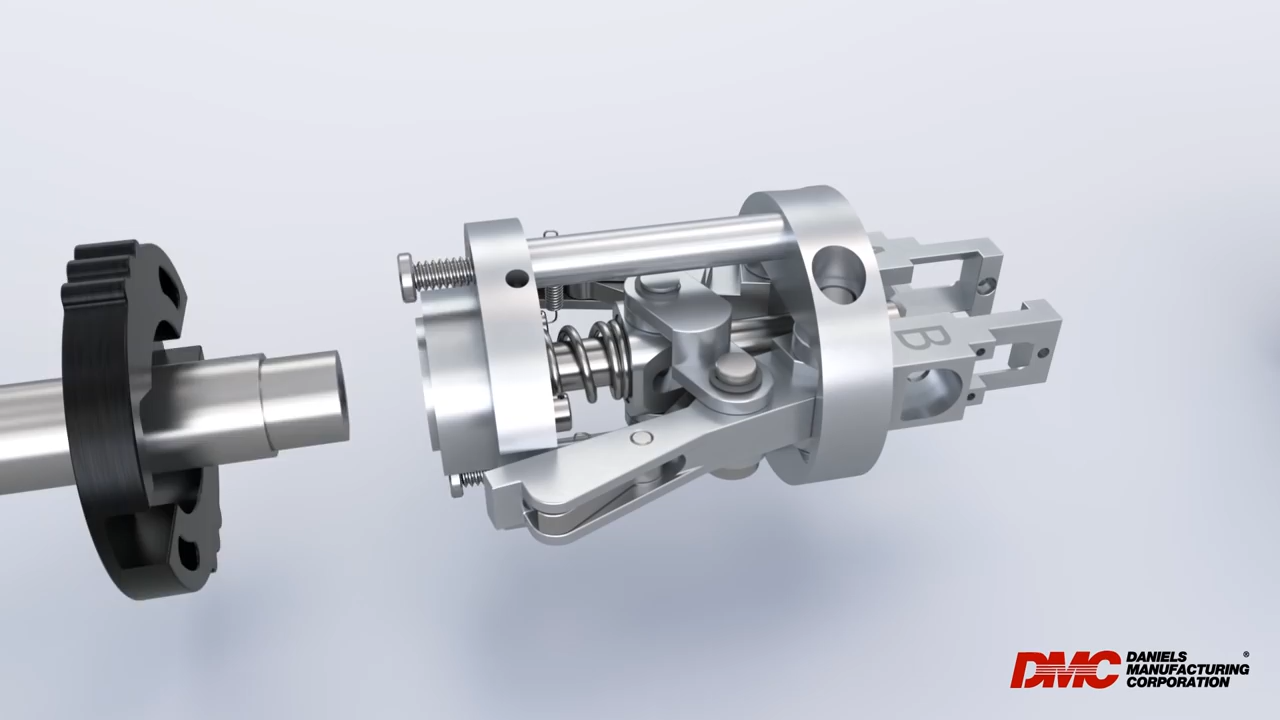 B
DMC
DANIELS
MANUFACTURING
CORPORATION
®